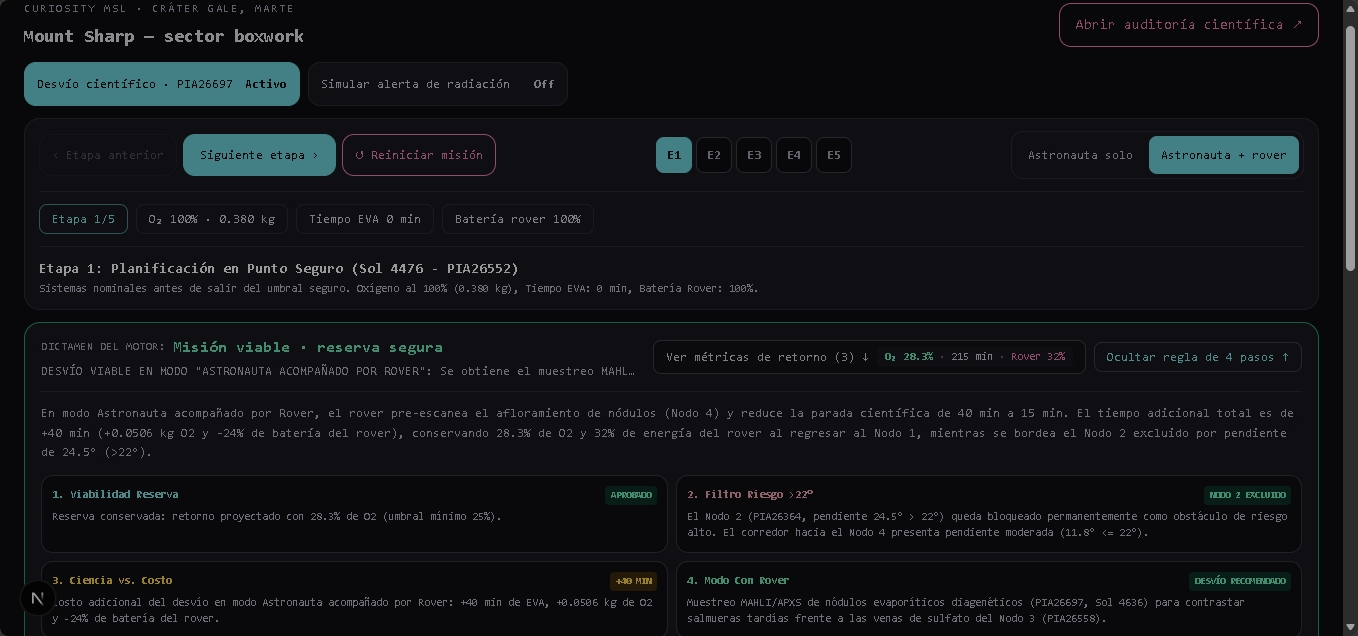 CURIOSITY MSL · CRÁTER GALE, MARTE
Mount Sharp — sector boxwork
Abrir auditoría científica ↗
Desvío científico · PIA26697 Activo
Simular alerta de radiación Off
‹ Etapa anterior
Siguiente etapa ›
↺ Reiniciar misión
E1 E2 E3 E4 E5
Astronauta solo
Astronauta + rover
Etapa 1/5
O₂ 100% · 0.380 kg
Tiempo EVA 0 min
Batería rover 100%
Etapa 1: Planificación en Punto Seguro (Sol 4476 - PIA26552)
Sistemas nominales antes de salir del umbral seguro. Oxígeno al 100% (0.380 kg), Tiempo EVA: 0 min, Batería Rover: 100%.
DICTAMEN DEL MOTOR: Misión viable · reserva segura
DESVÍO VIABLE EN MODO "ASTRONAUTA ACOMPAÑADO POR ROVER": Se obtiene el muestreo MAHL…
Ver métricas de retorno (3) ↓ O₂ 28.3% · 215 min · Rover 32%
Ocultar regla de 4 pasos ↑
En modo Astronauta acompañado por Rover, el rover pre-escanea el afloramiento de nódulos (Nodo 4) y reduce la parada científica de 40 min a 15 min. El tiempo adicional total es de
+40 min (+0.0506 kg O2 y -24% de batería del rover), conservando 28.3% de O2 y 32% de energía del rover al regresar al Nodo 1, mientras se bordea el Nodo 2 excluido por pendiente
de 24.5° (>22°).
1. Viabilidad Reserva
APROBADO
Reserva conservada: retorno proyectado con 28.3% de O2 (umbral mínimo 25%).
2. Filtro Riesgo >22º
NODO 2 EXCLUIDO
El Nodo 2 (PIA26364, pendiente 24.5° > 22°) queda bloqueado permanentemente como obstáculo de riesgo
alto. El corredor hacia el Nodo 4 presenta pendiente moderada (11.8° <= 22°).
3. Ciencia vs. Costo
+40 MIN
Costo adicional del desvío en modo Astronauta acompañado por Rover: +40 min de EVA, +0.0506 kg de O2
y -24% de batería del rover.
4. Modo Con Rover
DESVÍO RECOMENDADO
Muestreo MAHLI/APXS de nódulos evaporíticos diagenéticos (PIA26697, Sol 4636) para contrastar
salmueras tardías frente a las venas de sulfato del Nodo 3 (PIA26558).
N